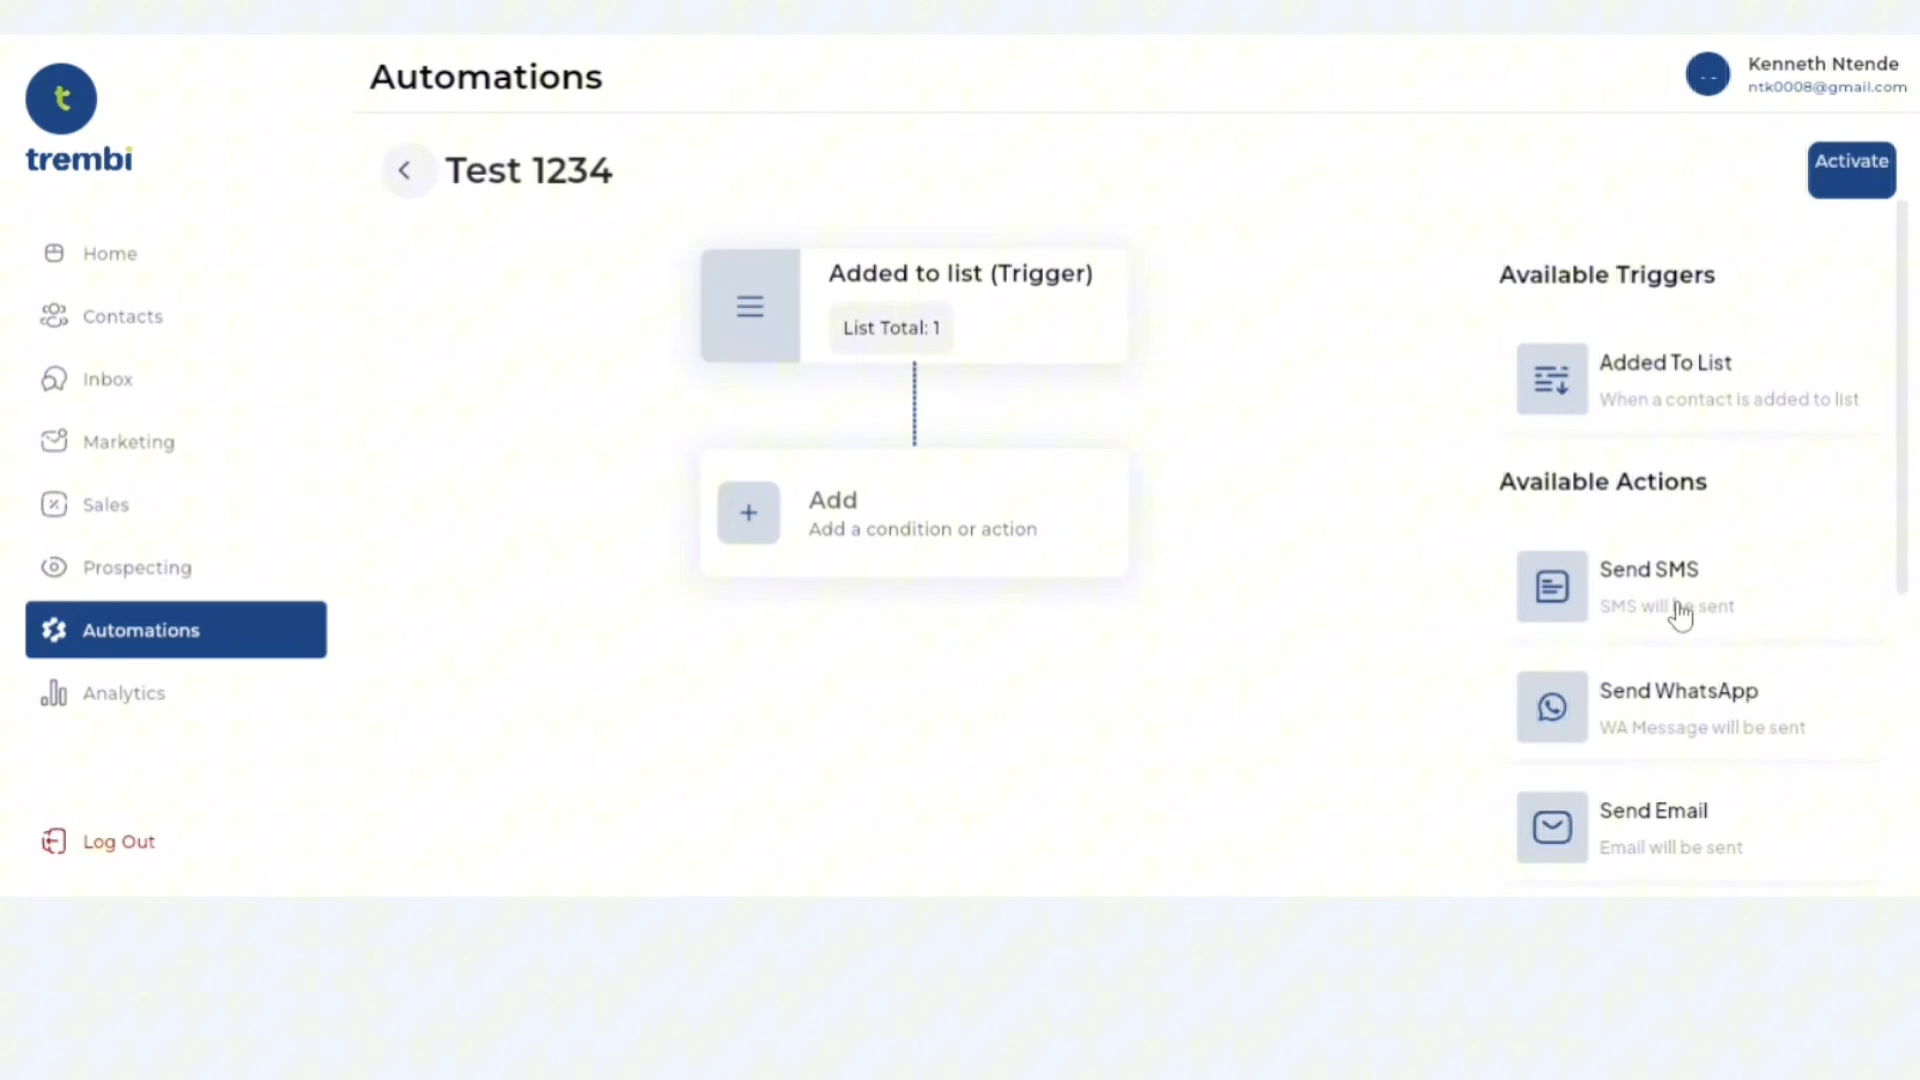 t
trembi
Automations
Kenneth Ntende
ntk0008@gmail.com
Test 1234
Activate
Home
Contacts
Inbox
Marketing
Sales
Prospecting
Automations
Analytics
Log Out
Added to list (Trigger)
List Total: 1
Add
Add a condition or action
Available Triggers
Added To List
When a contact is added to list
Available Actions
Send SMS
SMS will be sent
Send WhatsApp
WA Message will be sent
Send Email
Email will be sent